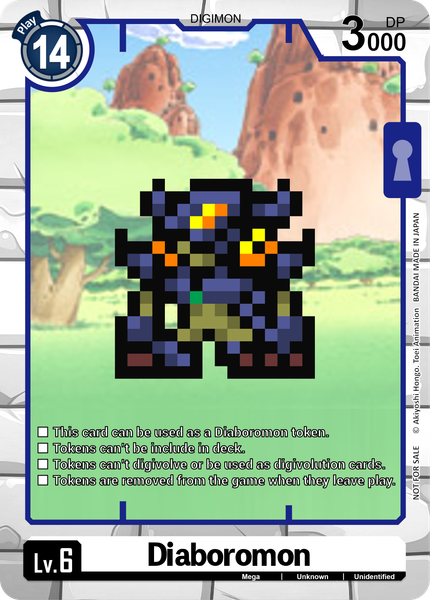 DIGIMON
Play
14
DP
3000
□ This card can be used as a Diaboromon token.
□ Tokens can't be include in deck.
□ Tokens can't digivolve or be used as digivolution cards.
□ Tokens are removed from the game when they leave play.
NOT FOR SALE © Akiyoshi Hongo. Toei Animation BANDAI MADE IN JAPAN
Lv.6
Diaboromon
Mega | Unknown | Unidentified